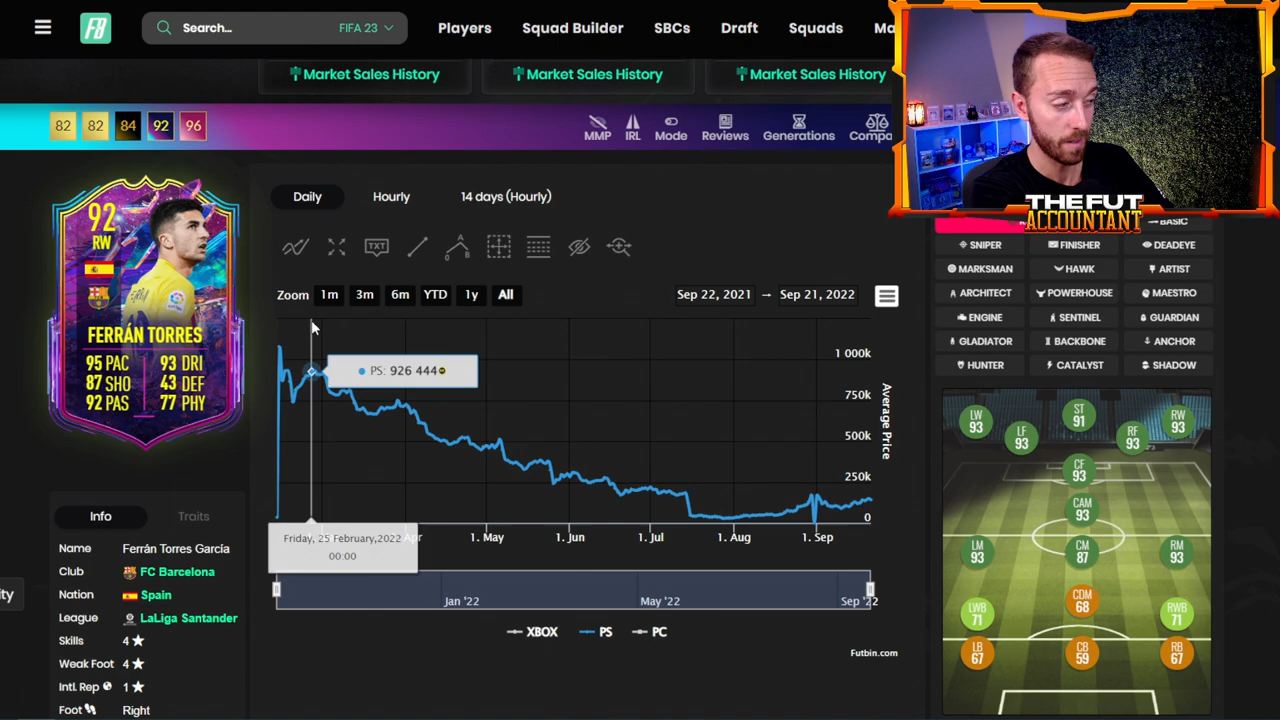 FB
Search...
FIFA 23
Players
Squad Builder
SBCs
Draft
Squads
Ma
Market Sales History
Market Sales History
Market Sales History
82
82
84
92
96
MMP
IRL
Mode
Reviews
Generations
Compa
THE FUT
ACCOUNTANT
92
RW
FERRÁN TORRES
95 PAC
93 DRI
87 SHO
43 DEF
92 PAS
77 PHY
Daily
Hourly
14 days (Hourly)
TXT
Zoom
1m
3m
6m
YTD
1y
All
Sep 22, 2021
→
Sep 21, 2022
PS: 926 444
1 000k
750k
500k
250k
0
Average Price
Friday, 25 February,2022
00:00
Apr
1. May
1. Jun
1. Jul
1. Aug
1. Sep
Jan '22
May '22
Sep '22
XBOX
PS
PC
Futbin.com
BASIC
SNIPER
FINISHER
DEADEYE
MARKSMAN
HAWK
ARTIST
ARCHITECT
POWERHOUSE
MAESTRO
ENGINE
SENTINEL
GUARDIAN
GLADIATOR
BACKBONE
ANCHOR
HUNTER
CATALYST
SHADOW
LW
93
ST
91
RW
93
LF
93
RF
93
CF
93
CAM
93
LM
93
CM
87
RM
93
CDM
68
LWB
71
RWB
71
LB
67
CB
59
RB
67
ity
Info
Traits
Name
Ferrán Torres García
Club
FC Barcelona
Nation
Spain
League
LaLiga Santander
Skills
4
Weak Foot
4
Intl. Rep
1
Foot
Right